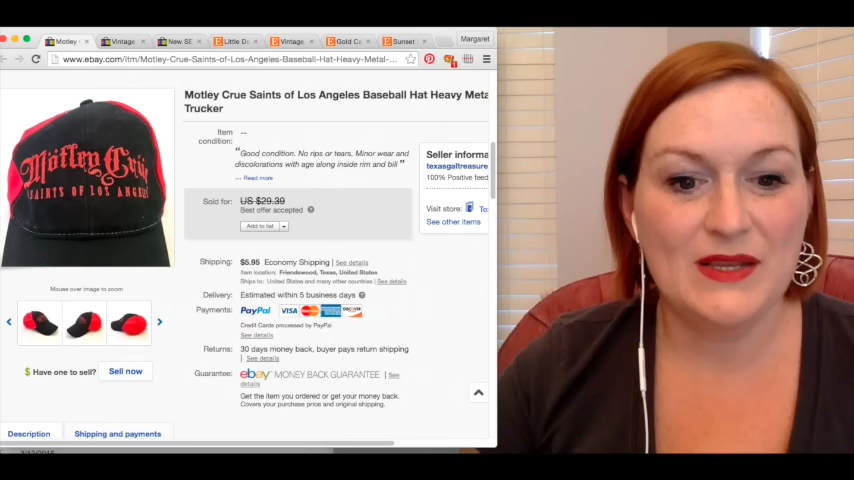 Motley
Vintage
New SE
Little De
Vintage
Gold Co
Sunset
Margaret
www.ebay.com/itm/Motley-Crue-Saints-of-Los-Angeles-Baseball-Hat-Heavy-Metal-...
Motley Crue Saints of Los Angeles Baseball Hat Heavy Meta
Trucker
Item
condition:
--
"Good condition. No rips or tears. Minor wear and
discolorations with age along inside rim and bill"
... Read more
Seller informa
texasgaltreasure
100% Positive feed
Sold for:
US $29.39
Best offer accepted
Add to list
Visit store:
See other items
Mötley Crüe
SAINTS OF LOS ANGELES
Mouse over image to zoom
Have one to sell?
Sell now
Shipping:
$5.95 Economy Shipping | See details
Item location: Friendswood, Texas, United States
Ships to: United States and many other countries | See details
Delivery:
Estimated within 5 business days
Payments:
PayPal VISA MasterCard DISCOVER
Credit Cards processed by PayPal
See details
Returns:
30 days money back, buyer pays return shipping
| See details
Guarantee:
ebay MONEY BACK GUARANTEE | See
details
Get the item you ordered or get your money back.
Covers your purchase price and original shipping.
Description
Shipping and payments